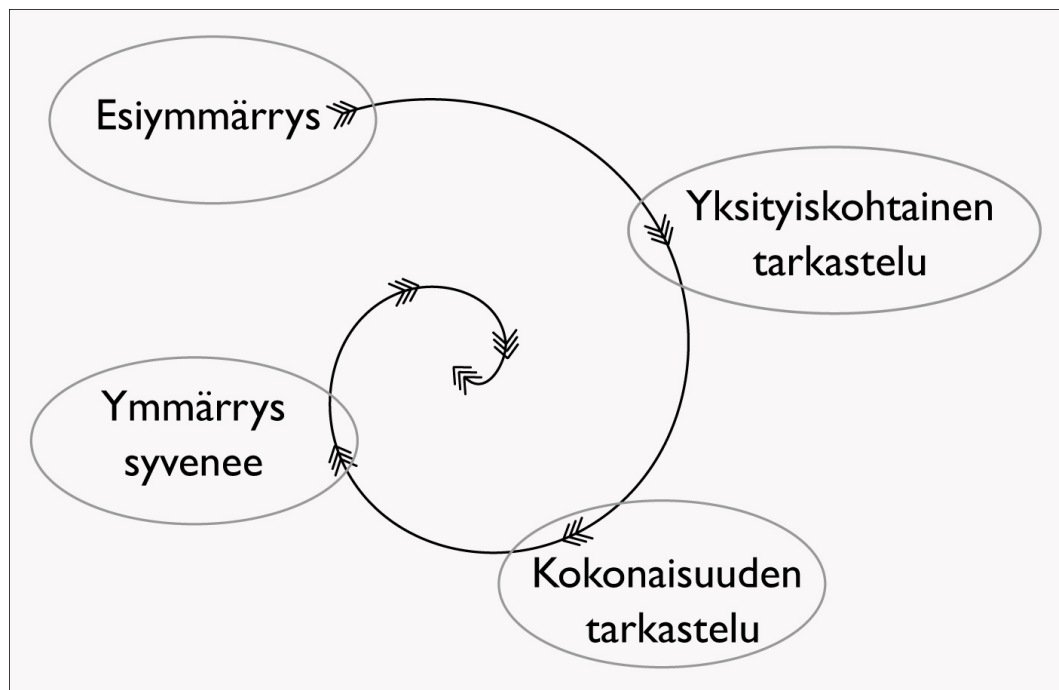 Esiymmärrys
Yksityiskohtainen
tarkastelu
Kokonaisuuden
tarkastelu
Ymmärrys
syvenee